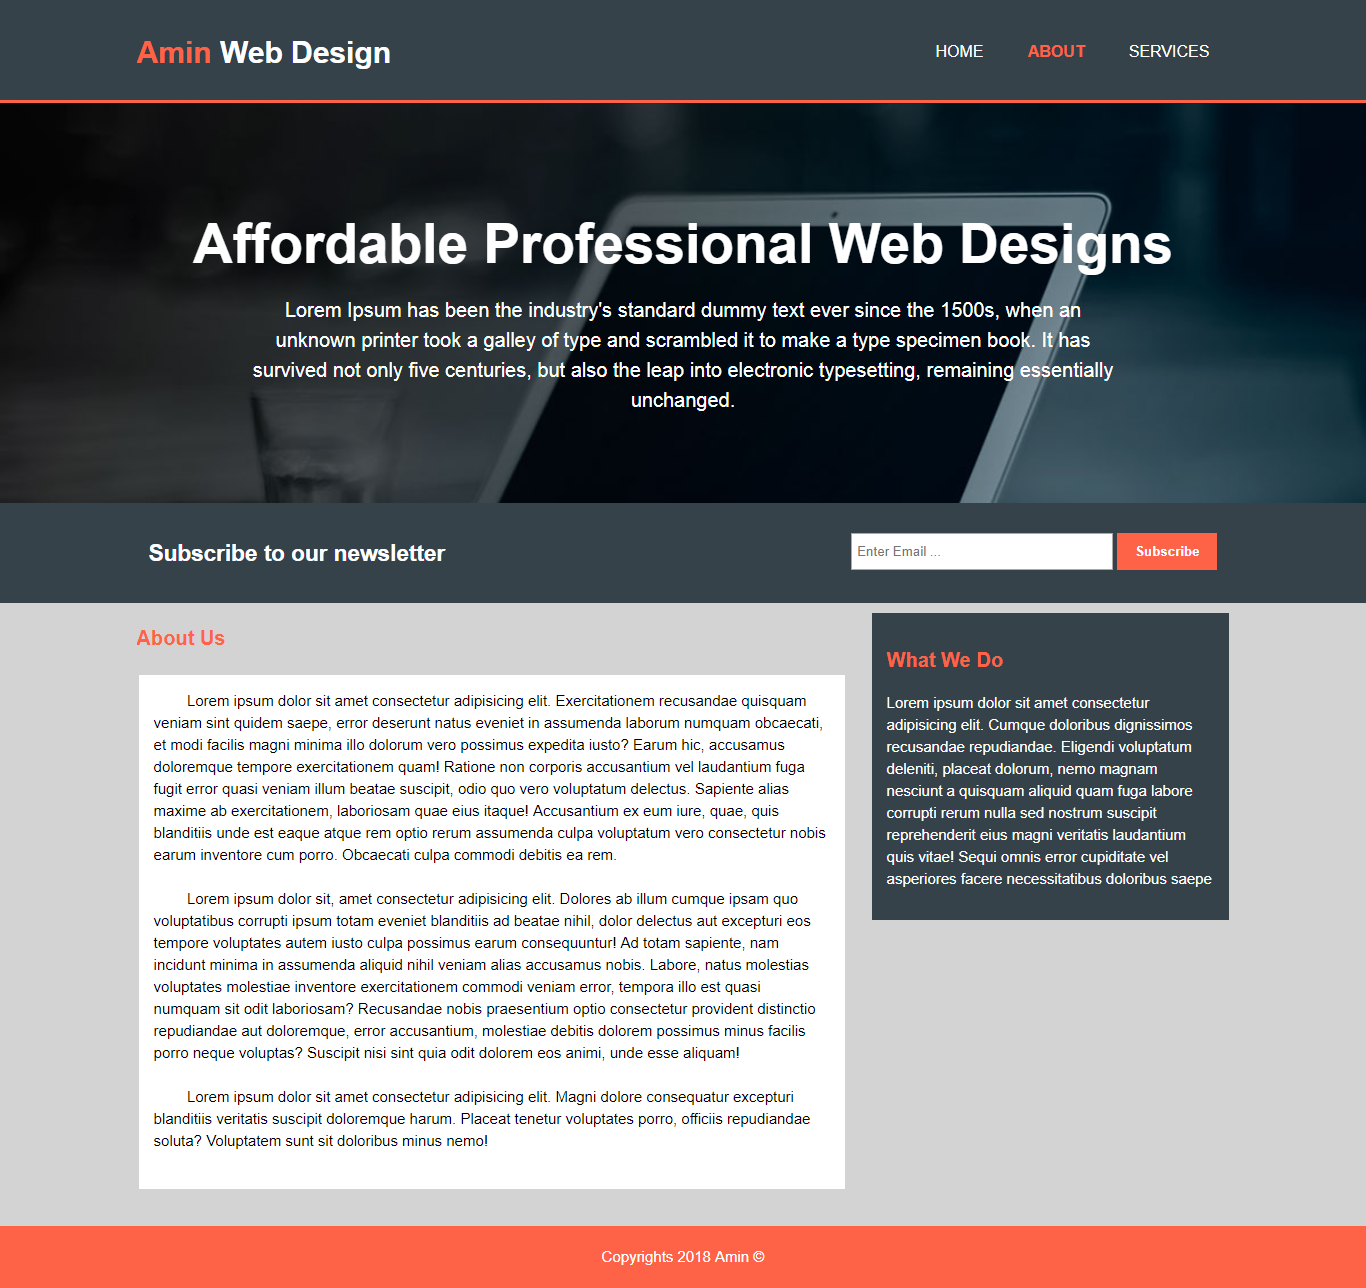 Amin Web Design
HOME ABOUT SERVICES
Affordable Professional Web Designs
Lorem Ipsum has been the industry's standard dummy text ever since the 1500s, when an
unknown printer took a galley of type and scrambled it to make a type specimen book. It has
survived not only five centuries, but also the leap into electronic typesetting, remaining essentially
unchanged.
Subscribe to our newsletter
Enter Email ...
Subscribe
About Us
Lorem ipsum dolor sit amet consectetur adipisicing elit. Exercitationem recusandae quisquam
veniam sint quidem saepe, error deserunt natus eveniet in assumenda laborum numquam obcaecati,
et modi facilis magni minima illo dolorum vero possimus expedita iusto? Earum hic, accusamus
doloremque tempore exercitationem quam! Ratione non corporis accusantium vel laudantium fuga
fugit error quasi veniam illum beatae suscipit, odio quo vero voluptatum delectus. Sapiente alias
maxime ab exercitationem, laboriosam quae eius itaque! Accusantium ex eum iure, quae, quis
blanditiis unde est eaque atque rem optio rerum assumenda culpa voluptatum vero consectetur nobis
earum inventore cum porro. Obcaecati culpa commodi debitis ea rem.
Lorem ipsum dolor sit, amet consectetur adipisicing elit. Dolores ab illum cumque ipsam quo
voluptatibus corrupti ipsum totam eveniet blanditiis ad beatae nihil, dolor delectus aut excepturi eos
tempore voluptates autem iusto culpa possimus earum consequuntur! Ad totam sapiente, nam
incidunt minima in assumenda aliquid nihil veniam alias accusamus nobis. Labore, natus molestias
voluptates molestiae inventore exercitationem commodi veniam error, tempora illo est quasi
numquam sit odit laboriosam? Recusandae nobis praesentium optio consectetur provident distinctio
repudiandae aut doloremque, error accusantium, molestiae debitis dolorem possimus minus facilis
porro neque voluptas? Suscipit nisi sint quia odit dolorem eos animi, unde esse aliquam!
Lorem ipsum dolor sit amet consectetur adipisicing elit. Magni dolore consequatur excepturi
blanditiis veritatis suscipit doloremque harum. Placeat tenetur voluptates porro, officiis repudiandae
soluta? Voluptatem sunt sit doloribus minus nemo!
What We Do
Lorem ipsum dolor sit amet consectetur
adipisicing elit. Cumque doloribus dignissimos
recusandae repudiandae. Eligendi voluptatum
deleniti, placeat dolorum, nemo magnam
nesciunt a quisquam aliquid quam fuga labore
corrupti rerum nulla sed nostrum suscipit
reprehenderit eius magni veritatis laudantium
quis vitae! Sequi omnis error cupiditate vel
asperiores facere necessitatibus doloribus saepe
Copyrights 2018 Amin ©